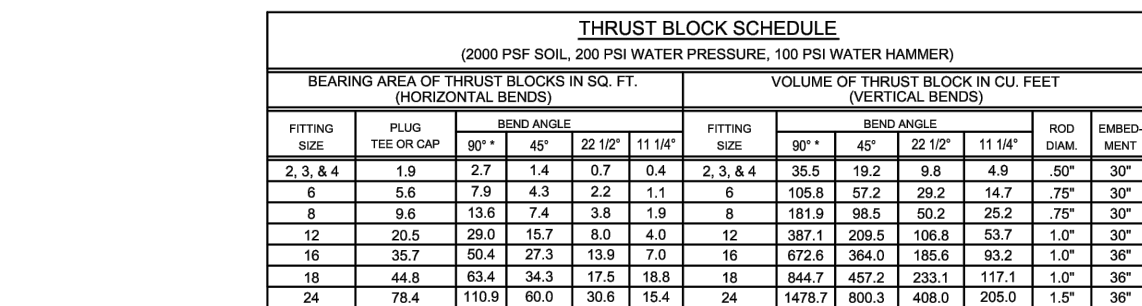 THRUST BLOCK SCHEDULE
(2000 PSF SOIL, 200 PSI WATER PRESSURE, 100 PSI WATER HAMMER)
BEARING AREA OF THRUST BLOCKS IN SQ. FT. VOLUME OF THRUST BLOCK IN CU. FEET
(HORIZONTAL BENDS) (VERTICAL BENDS)
FITTING PLUG BEND ANGLE FITTING BEND ANGLE ROD EMBED-
SIZE TEE OR CAP 90° * 45° 22 1/2° 11 1/4° SIZE 90° * 45° 22 1/2° 11 1/4° DIAM. MENT
2, 3, & 4 1.9 2.7 1.4 0.7 0.4 2, 3, & 4 35.5 19.2 9.8 4.9 .50" 30"
6 5.6 7.9 4.3 2.2 1.1 6 105.8 57.2 29.2 14.7 .75" 30"
8 9.6 13.6 7.4 3.8 1.9 8 181.9 98.5 50.2 25.2 .75" 30"
12 20.5 29.0 15.7 8.0 4.0 12 387.1 209.5 106.8 53.7 1.0" 30"
16 35.7 50.4 27.3 13.9 7.0 16 672.6 364.0 185.6 93.2 1.0" 36"
18 44.8 63.4 34.3 17.5 18.8 18 844.7 457.2 233.1 117.1 1.0" 36"
24 78.4 110.9 60.0 30.6 15.4 24 1478.7 800.3 408.0 205.0 1.5" 36"